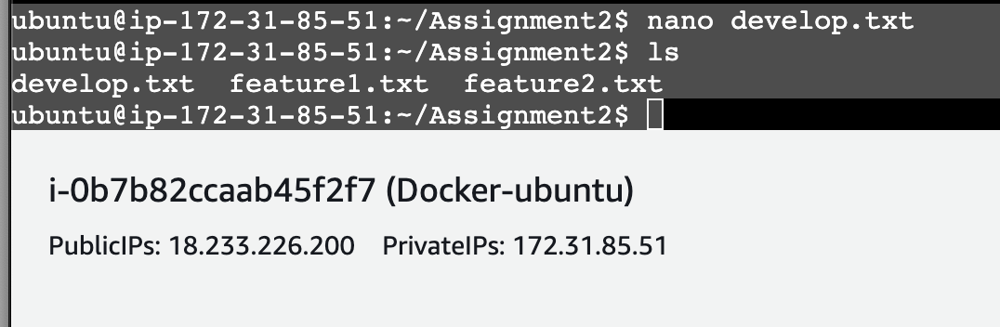 ubuntu@ip-172-31-85-51:~/Assignment2$ nano develop.txt
ubuntu@ip-172-31-85-51:~/Assignment2$ ls
develop.txt  feature1.txt  feature2.txt
ubuntu@ip-172-31-85-51:~/Assignment2$
i-0b7b82ccaab45f2f7 (Docker-ubuntu)
PublicIPs: 18.233.226.200    PrivateIPs: 172.31.85.51